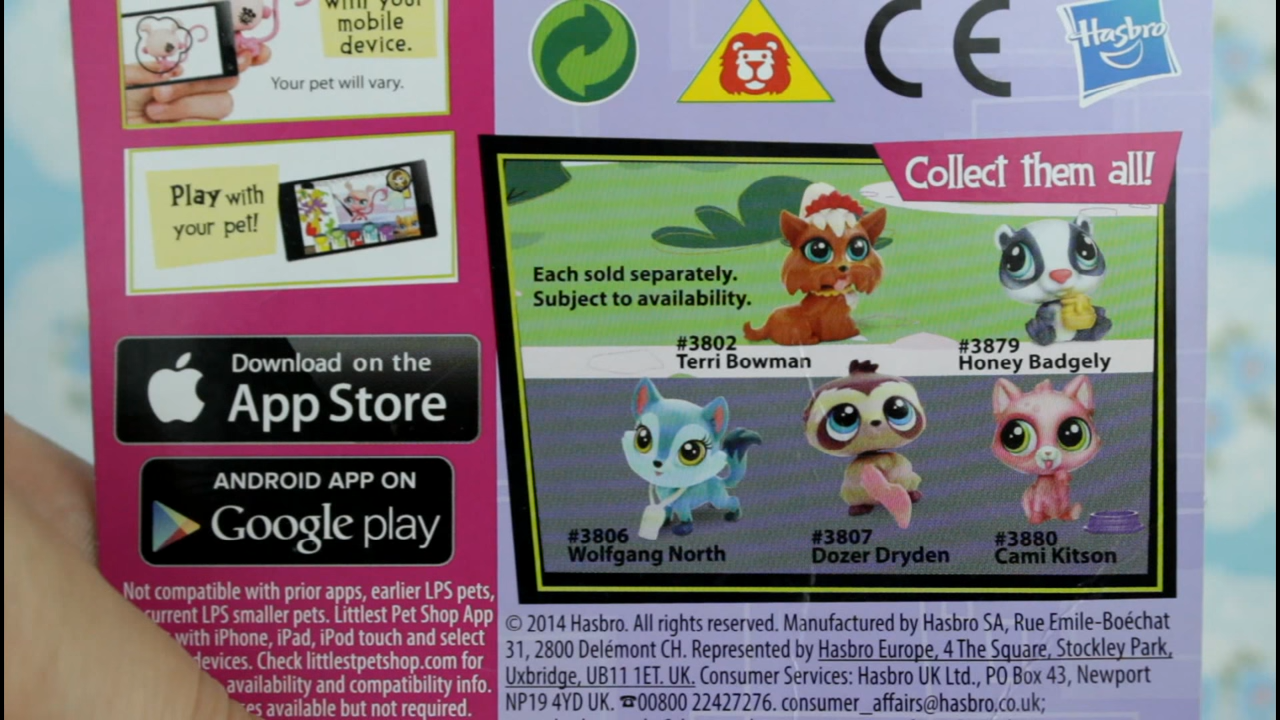 with your
mobile
device.
Your pet will vary.
Play with
your pet!
Download on the
App Store
ANDROID APP ON
Google play
Not compatible with prior apps, earlier LPS pets,
current LPS smaller pets. Littlest Pet Shop App
with iPhone, iPad, iPod touch and select
devices. Check littlestpetshop.com for
availability and compatibility info.
available but not required.
CE
Hasbro
Collect them all!
Each sold separately.
Subject to availability.
#3802
Terri Bowman
#3879
Honey Badgely
#3806
Wolfgang North
#3807
Dozer Dryden
#3880
Cami Kitson
© 2014 Hasbro. All rights reserved. Manufactured by Hasbro SA, Rue Emile-Boéchat
31, 2800 Delémont CH. Represented by Hasbro Europe, 4 The Square, Stockley Park,
Uxbridge, UB11 1ET. UK. Consumer Services: Hasbro UK Ltd., PO Box 43, Newport
NP19 4YD UK. ☎00800 22427276. consumer_affairs@hasbro.co.uk;